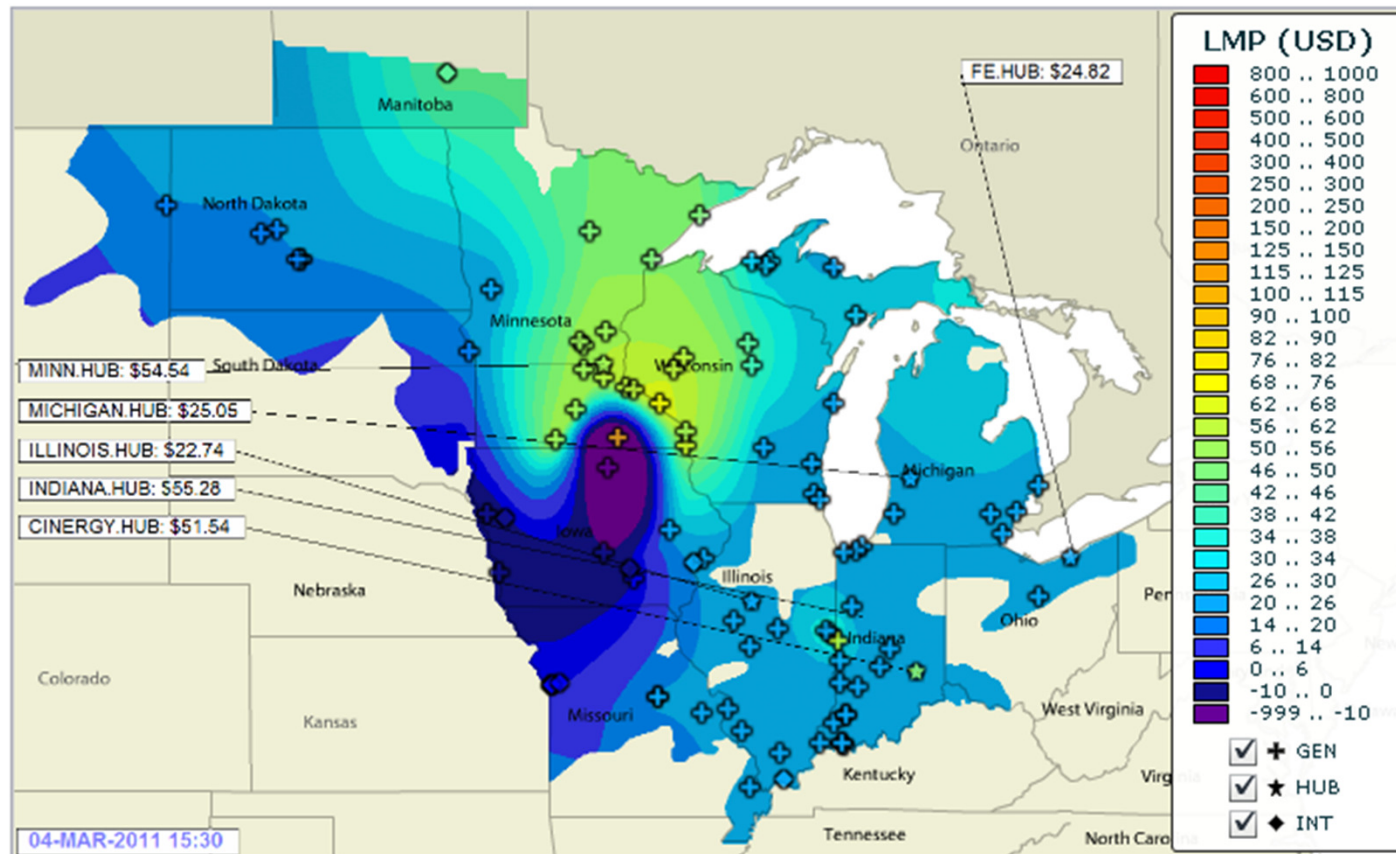 LMP (USD)
800 .. 1000
600 .. 800
500 .. 600
400 .. 500
300 .. 400
250 .. 300
200 .. 250
150 .. 200
125 .. 150
115 .. 125
100 .. 115
90 .. 100
82 .. 90
76 .. 82
68 .. 76
62 .. 68
56 .. 62
50 .. 56
46 .. 50
42 .. 46
38 .. 42
34 .. 38
30 .. 34
26 .. 30
20 .. 26
14 .. 20
6 .. 14
0 .. 6
-10 .. 0
-999 .. -10
GEN
HUB
INT
FE.HUB: $24.82
Manitoba
Ontario
North Dakota
Minnesota
South Dakota
Wisconsin
MINN.HUB: $54.54
MICHIGAN.HUB: $25.05
ILLINOIS.HUB: $22.74
INDIANA.HUB: $55.28
CINERGY.HUB: $51.54
Michigan
Iowa
Illinois
Nebraska
Indiana
Ohio
Pen
Colorado
Kansas
Missouri
West Virginia
Kentucky
Virg
Tennessee
North Caro
04-MAR-2011 15:30